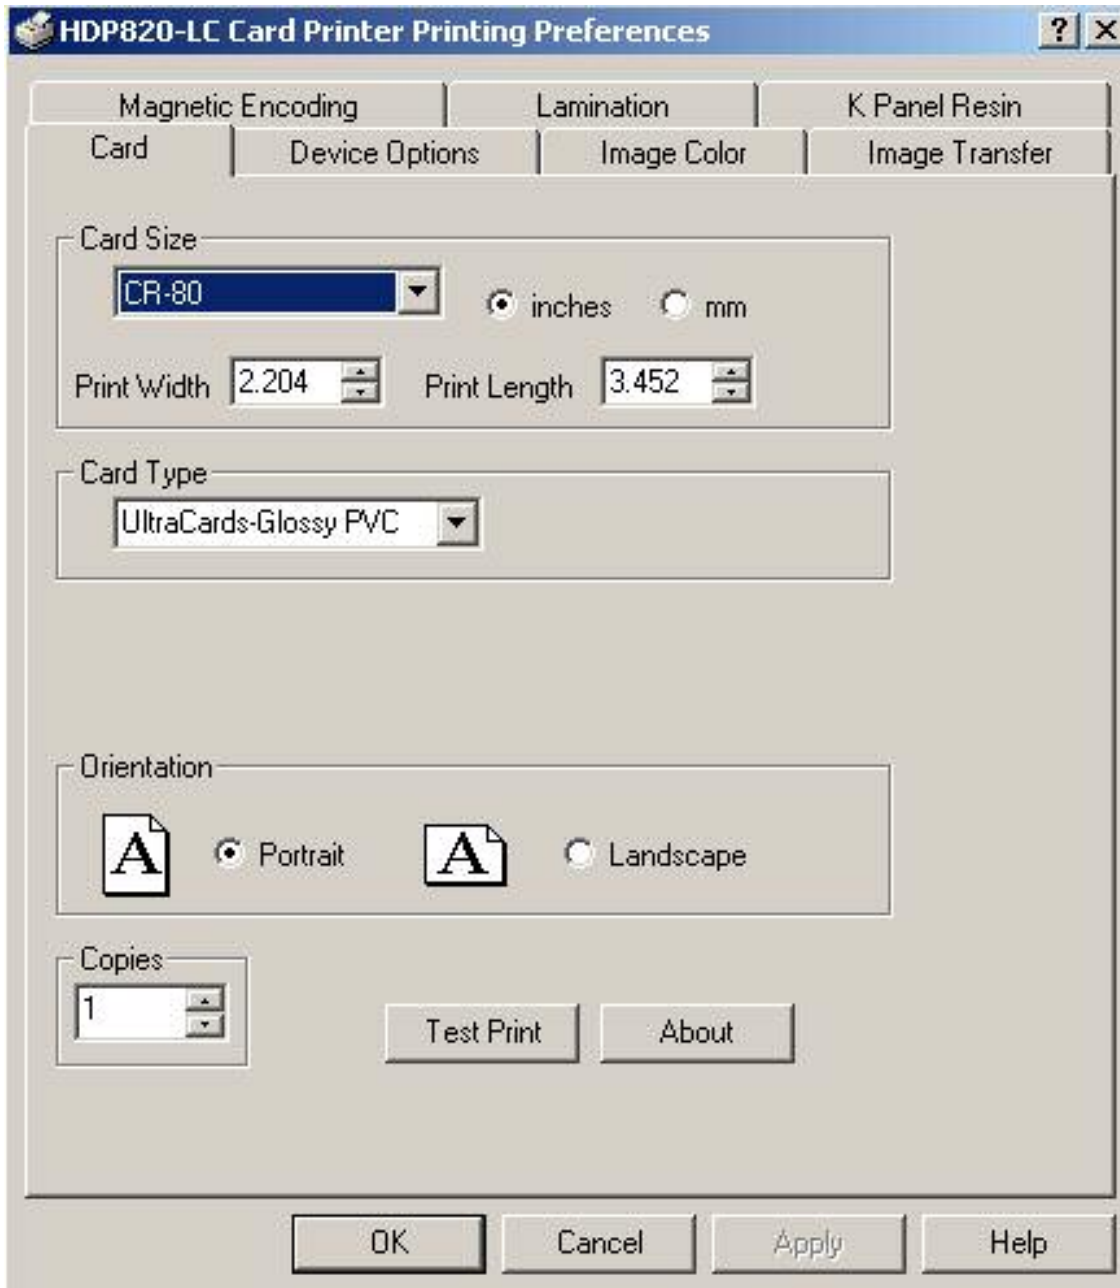 HDP820-LC Card Printer Printing Preferences
Magnetic Encoding Lamination K Panel Resin
Card Device Options Image Color Image Transfer
Card Size
CR-80 inches mm
Print Width 2.204 Print Length 3.452
Card Type
UltraCards-Glossy PVC
Orientation
A Portrait A Landscape
Copies
1
Test Print About
OK Cancel Apply Help